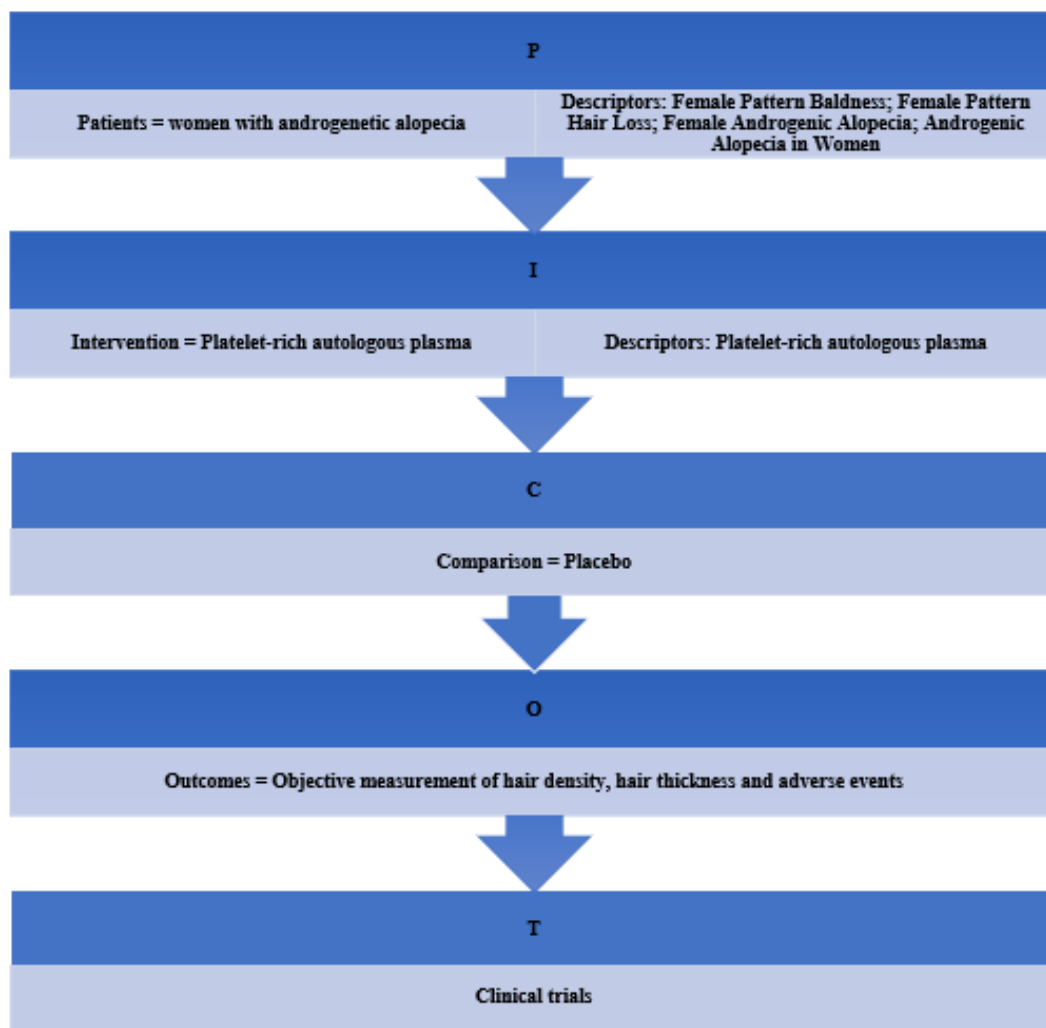 P
Patients = women with androgenetic alopecia
Descriptors: Female Pattern Baldness; Female Pattern
Hair Loss; Female Androgenic Alopecia; Androgenic
Alopecia in Women
I
Intervention = Platelet-rich autologous plasma
Descriptors: Platelet-rich autologous plasma
C
Comparison = Placebo
O
Outcomes = Objective measurement of hair density, hair thickness and adverse events
T
Clinical trials